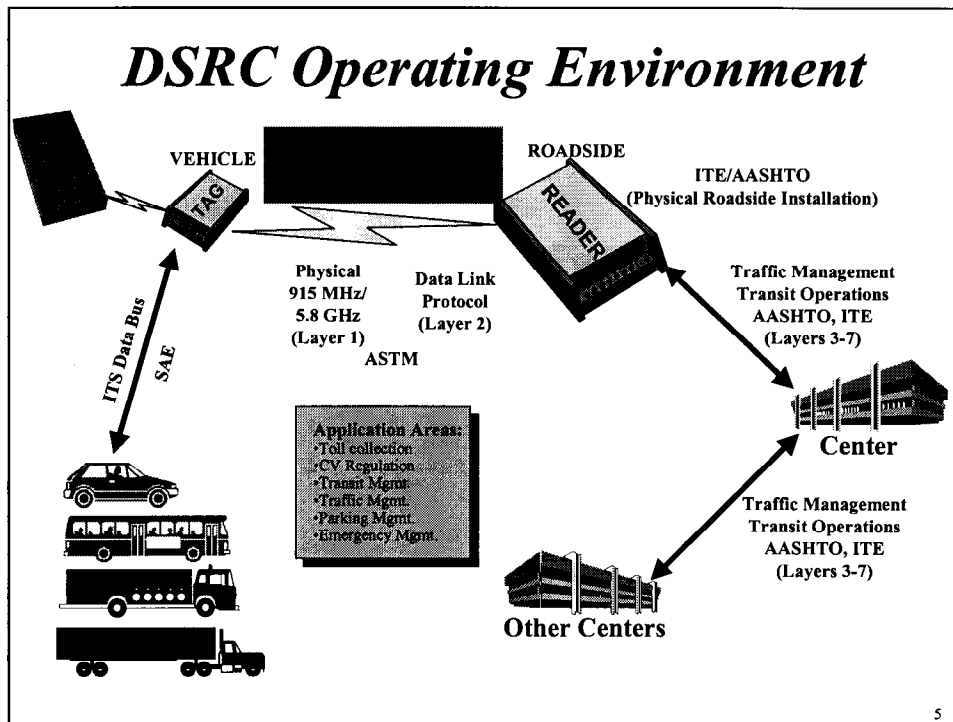 DSRC Operating Environment
VEHICLE
TAG
ROADSIDE
READER
ITE/AASHTO
(Physical Roadside Installation)
Physical
915 MHz/
5.8 GHz
(Layer 1)
Data Link
Protocol
(Layer 2)
ASTM
Traffic Management
Transit Operations
AASHTO, ITE
(Layers 3-7)
ITS Data Bus
SAE
Application Areas:
•Toll collection
•CV Regulation
•Transit Mgmt.
•Traffic Mgmt.
•Parking Mgmt.
•Emergency Mgmt.
Center
Traffic Management
Transit Operations
AASHTO, ITE
(Layers 3-7)
Other Centers
5